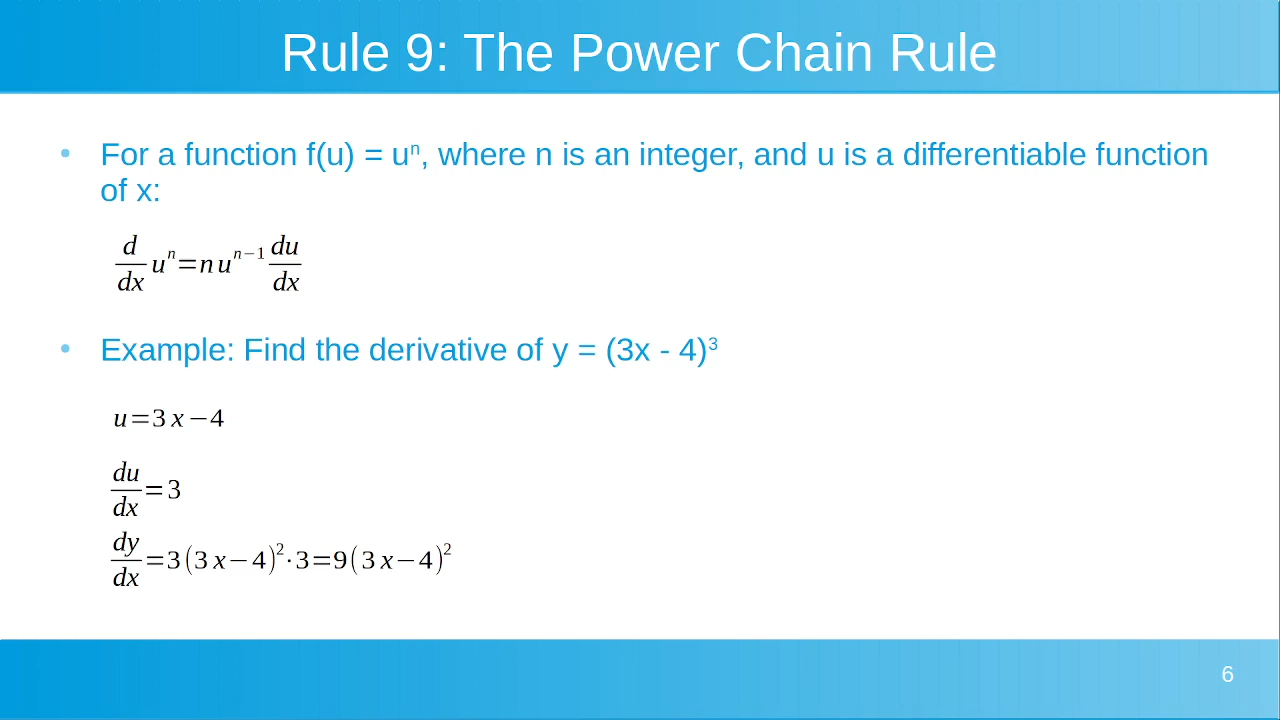 Rule 9: The Power Chain Rule
For a function f(u) = uⁿ, where n is an integer, and u is a differentiable function
of x:
d/dx uⁿ=n uⁿ⁻¹ du/dx
Example: Find the derivative of y = (3x - 4)³
u=3x−4
du/dx=3
dy/dx=3(3x−4)²·3=9(3x−4)²
6